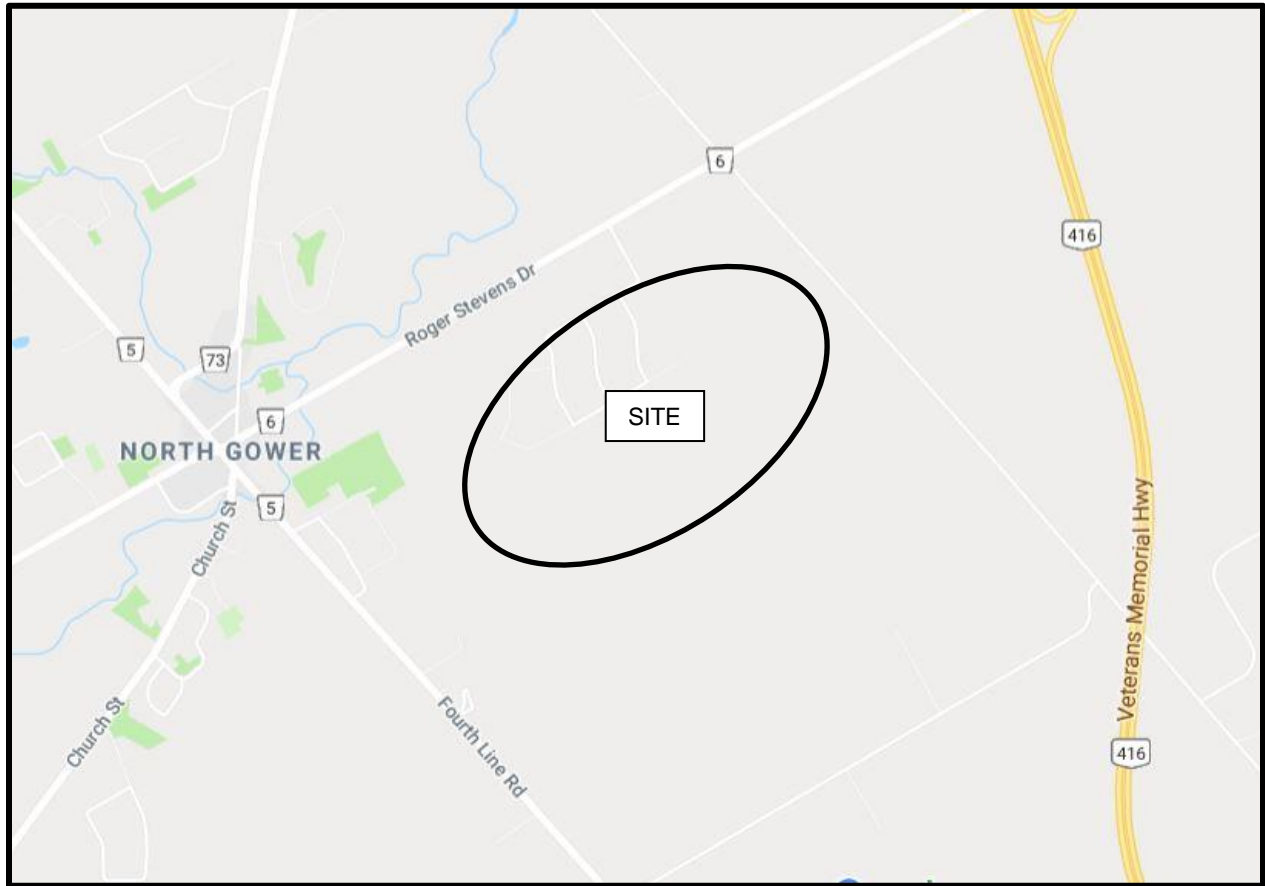 6
416
Roger Stevens Dr
5
73
SITE
6
NORTH GOWER
5
Church St
Veterans Memorial Hwy
Church St
Fourth Line Rd
416